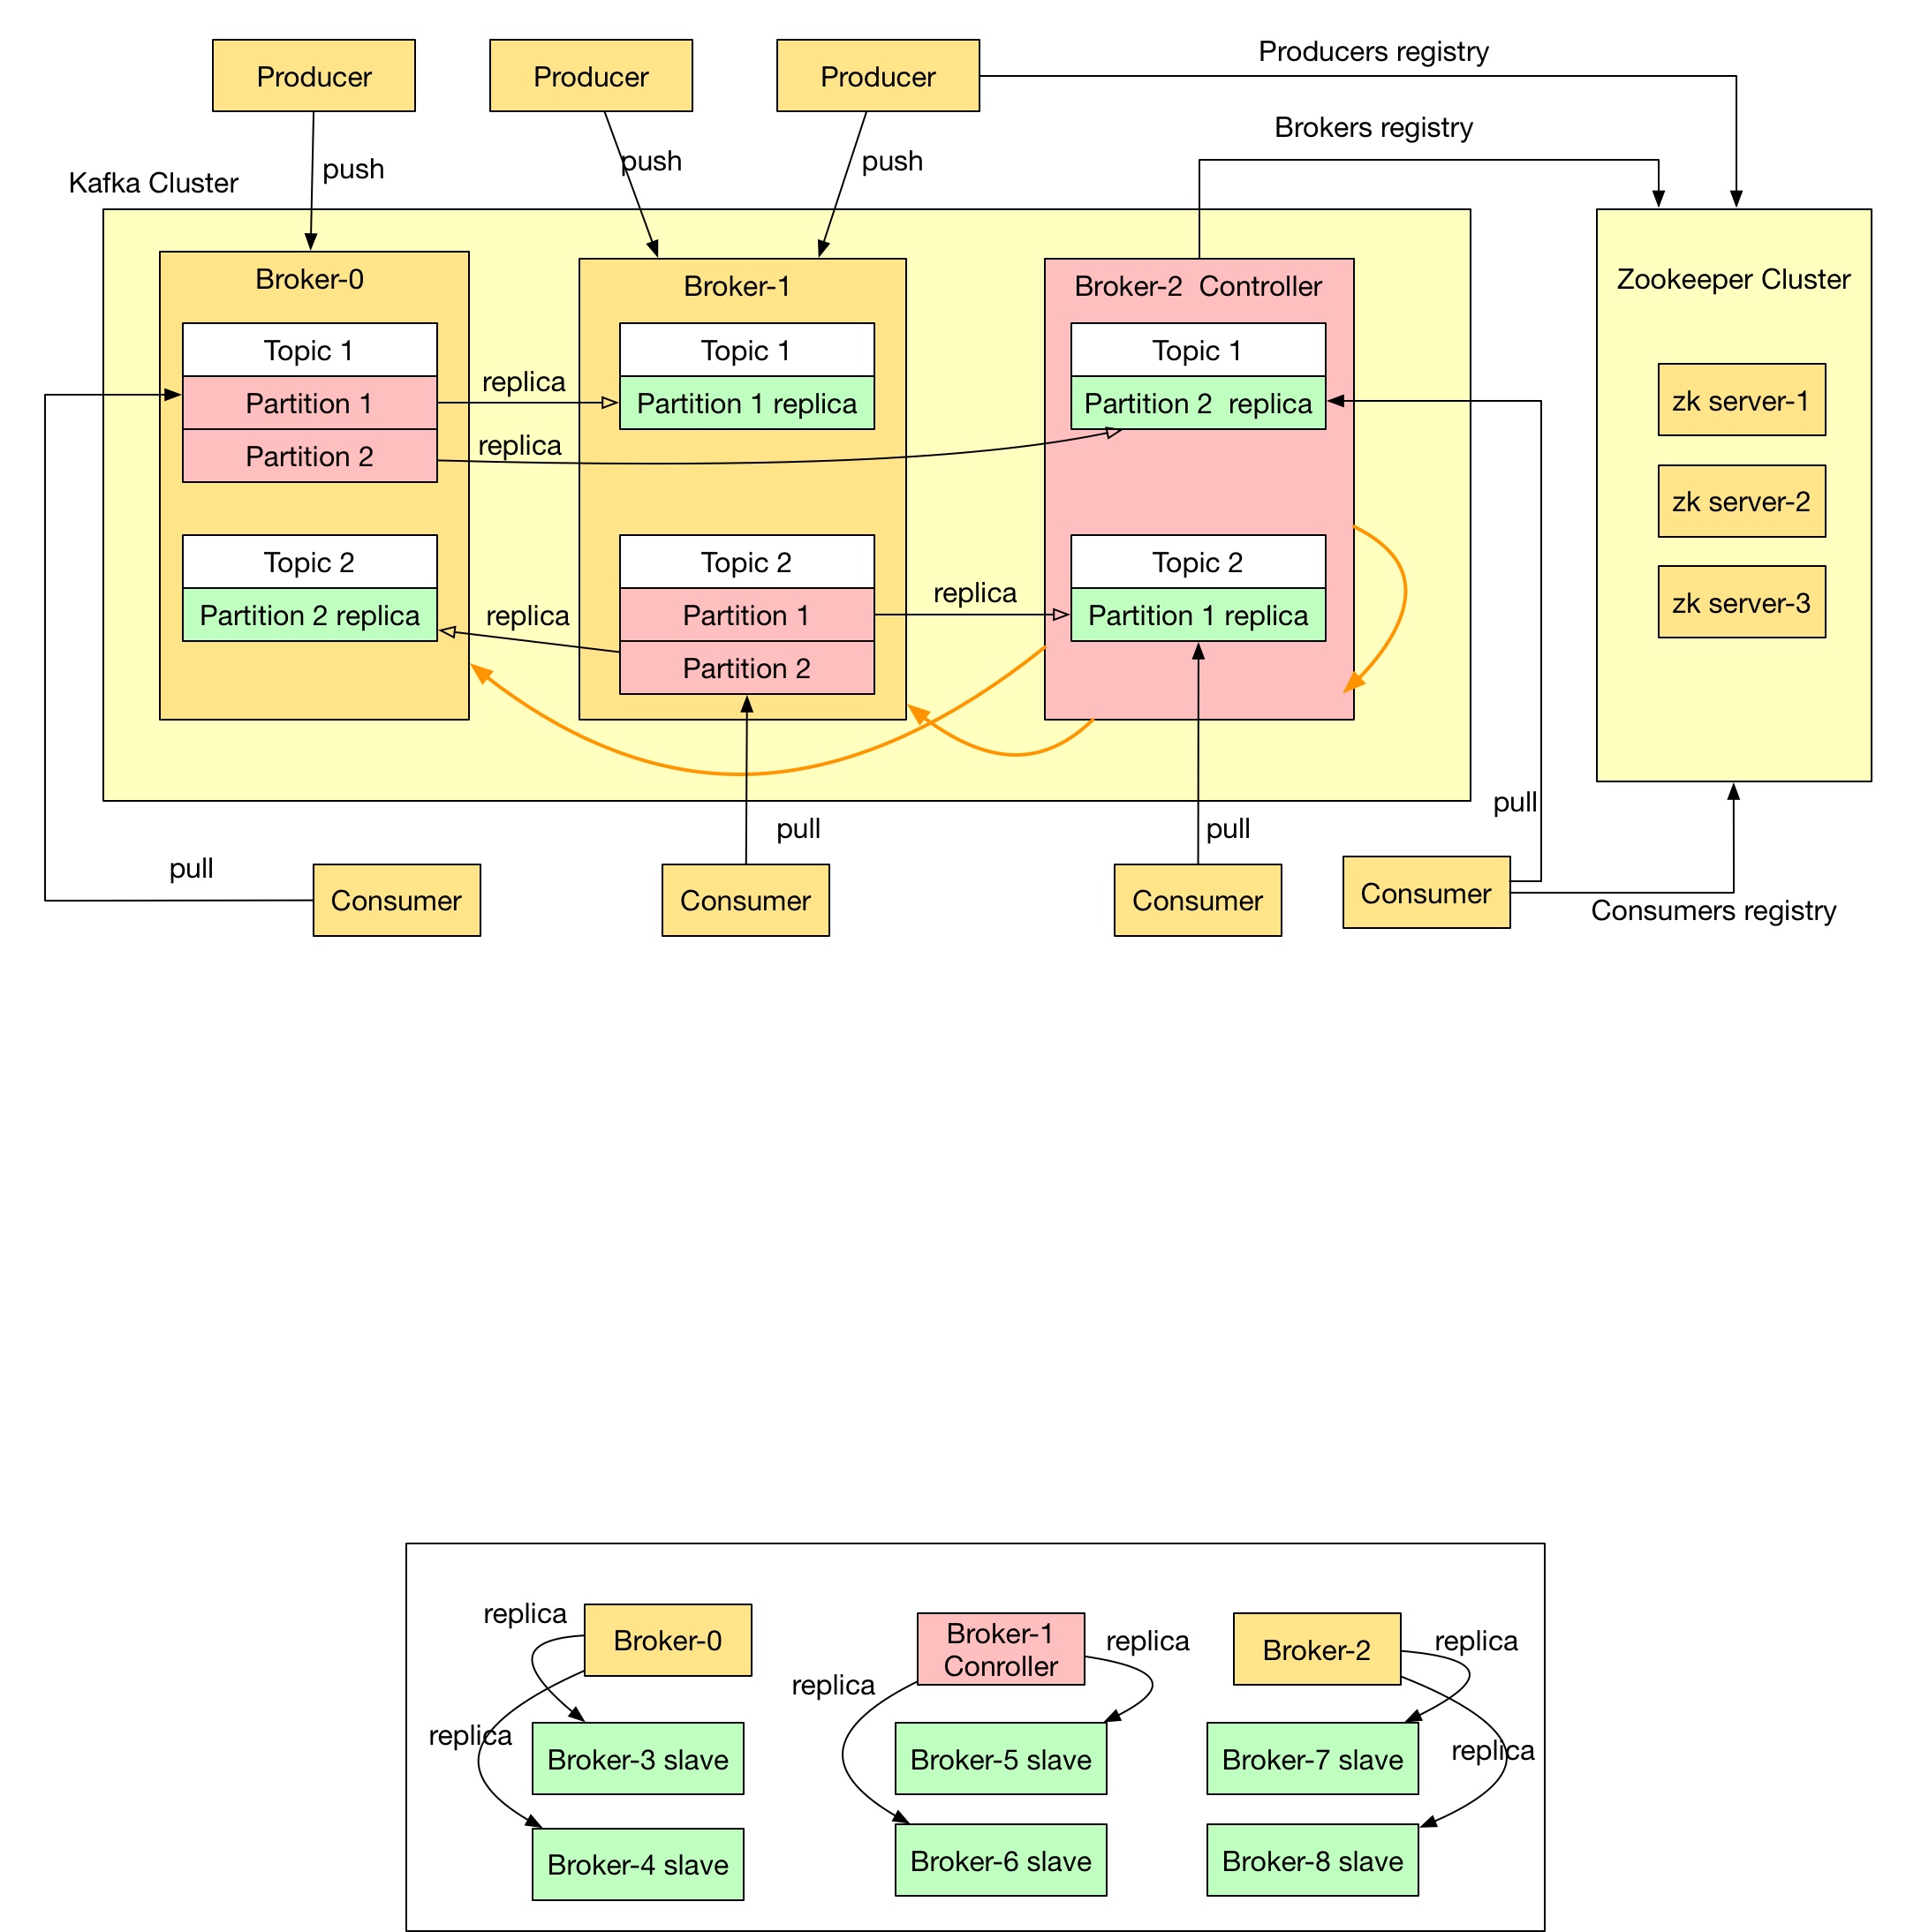 Producer
Producer
Producer
Producers registry
Brokers registry
push
push
push
Kafka Cluster
Broker-0
Topic 1
Partition 1
Partition 2
Topic 2
Partition 2 replica
replica
replica
replica
Broker-1
Topic 1
Partition 1 replica
Topic 2
Partition 1
Partition 2
replica
Broker-2  Controller
Topic 1
Partition 2  replica
Topic 2
Partition 1 replica
Zookeeper Cluster
zk server-1
zk server-2
zk server-3
pull
pull
pull
pull
Consumer
Consumer
Consumer
Consumer
Consumers registry
replica
Broker-0
replica
Broker-3 slave
Broker-4 slave
Broker-1
Conroller
replica
replica
Broker-5 slave
Broker-6 slave
Broker-2
replica
replica
Broker-7 slave
Broker-8 slave